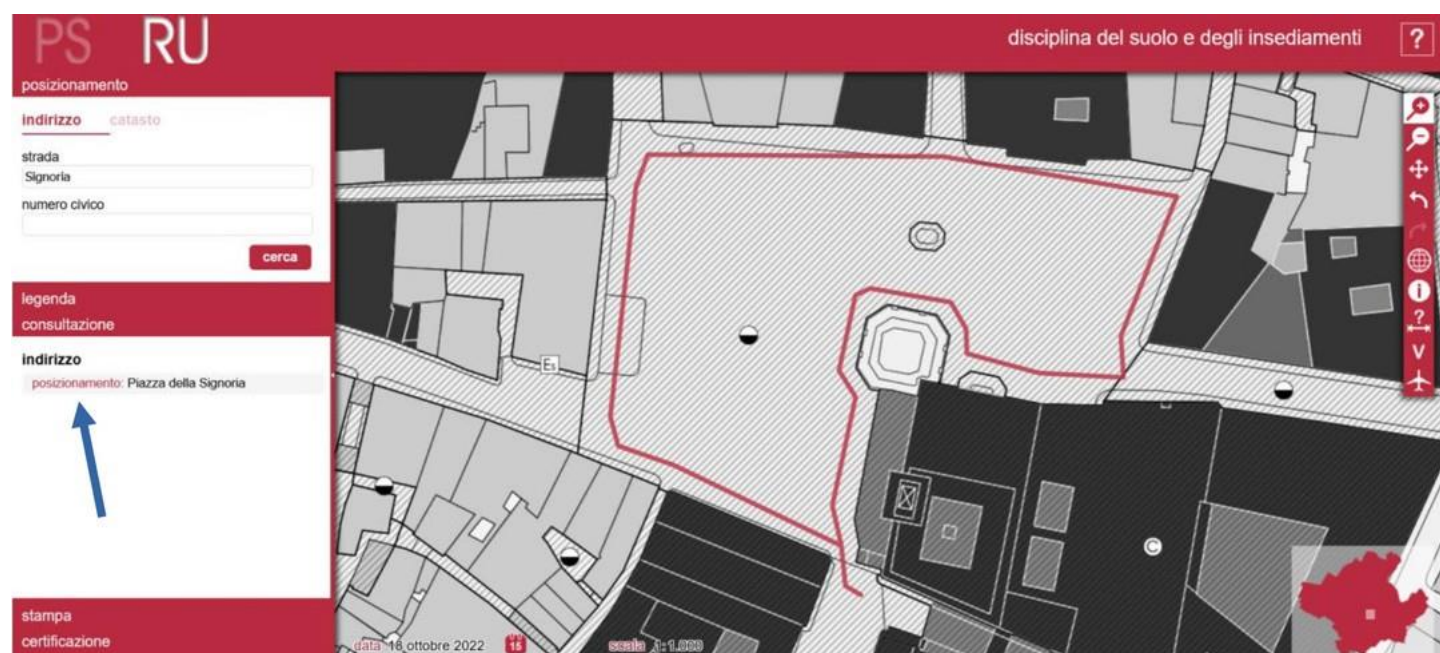 PS RU
disciplina del suolo e degli insediamenti ?
posizionamento
indirizzo catasto
strada
Signoria
numero civico
cerca
legenda
consultazione
indirizzo
posizionamento: Piazza della Signoria
stampa
certificazione
Es
C
i
?
V
data 18 ottobre 2022 15 scala 1:1.000